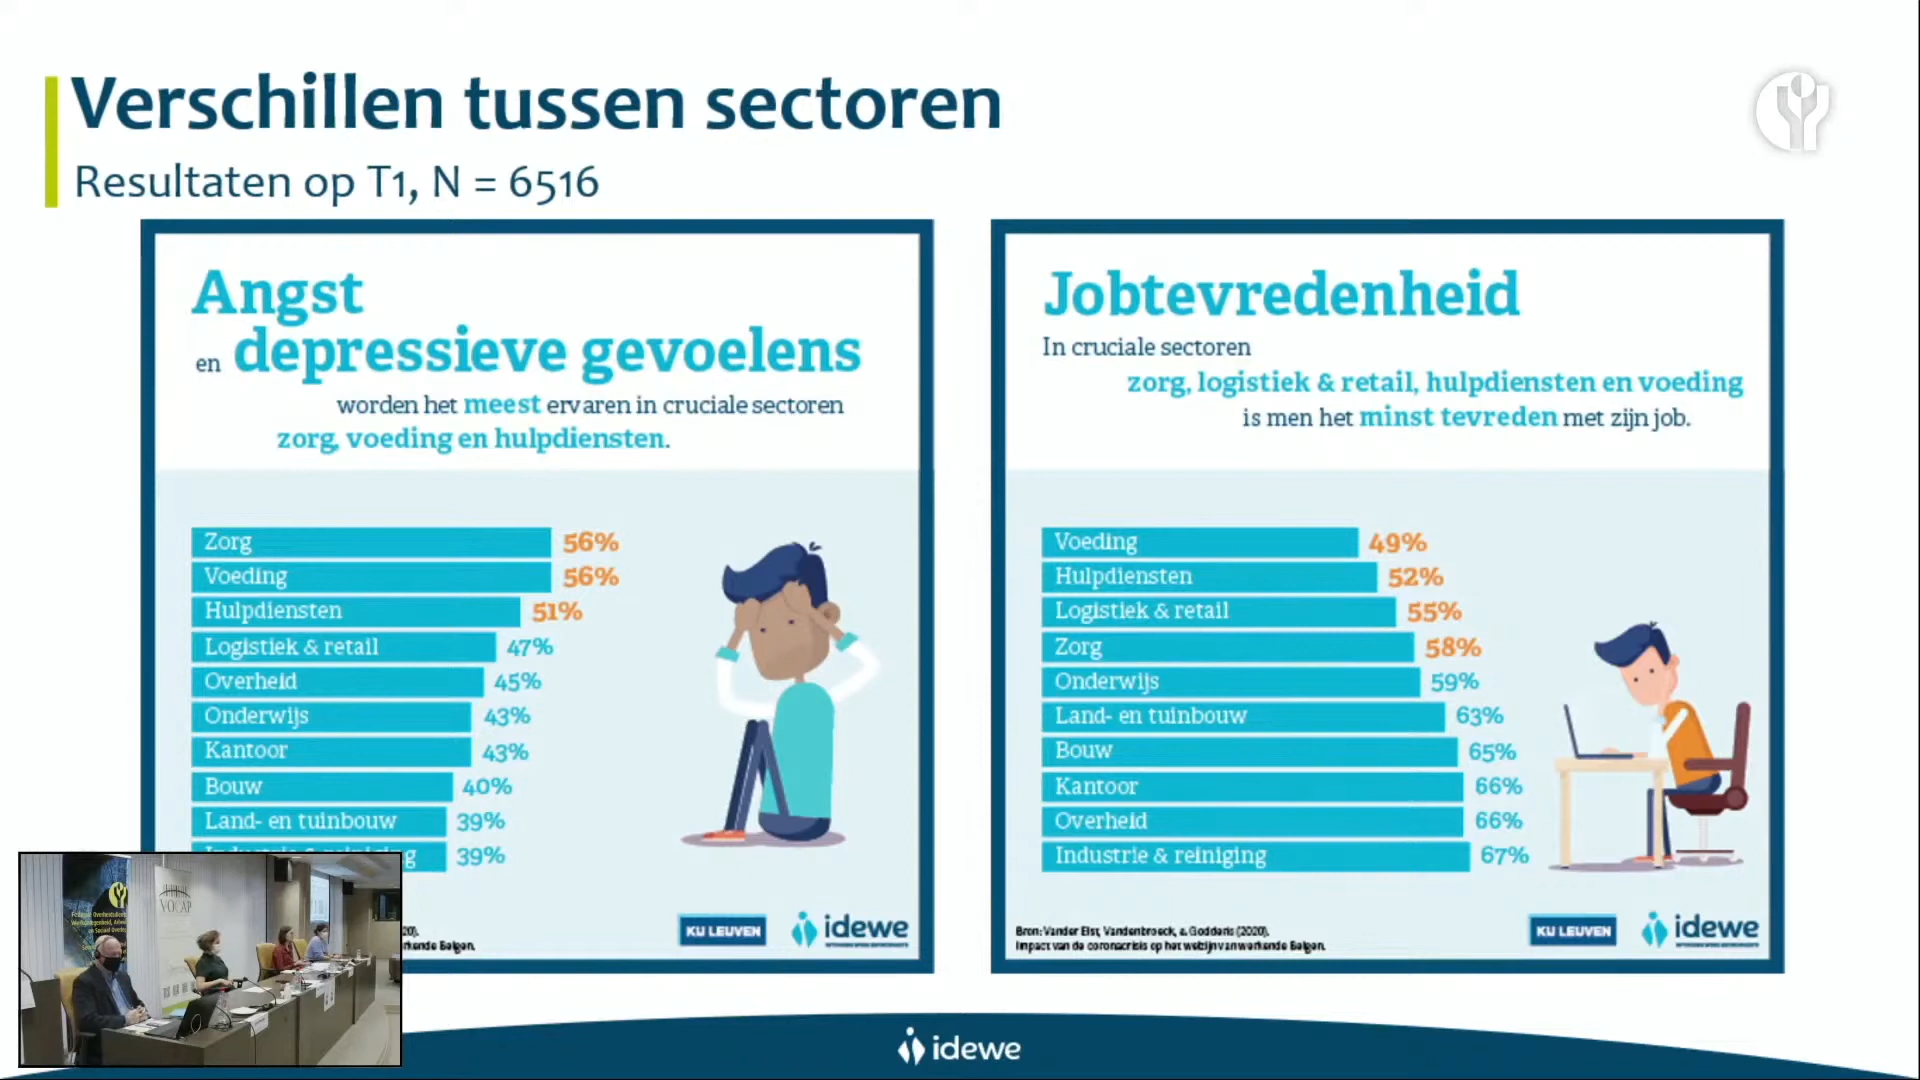 Verschillen tussen sectoren
Resultaten op T1, N = 6516
Angst
en depressieve gevoelens
worden het meest ervaren in cruciale sectoren
zorg, voeding en hulpdiensten.
Zorg 56%
Voeding 56%
Hulpdiensten 51%
Logistiek & retail 47%
Overheid 45%
Onderwijs 43%
Kantoor 43%
Bouw 40%
Land- en tuinbouw 39%
39%
KU LEUVEN idewe
Jobtevredenheid
In cruciale sectoren
zorg, logistiek & retail, hulpdiensten en voeding
is men het minst tevreden met zijn job.
Voeding 49%
Hulpdiensten 52%
Logistiek & retail 55%
Zorg 58%
Onderwijs 59%
Land- en tuinbouw 63%
Bouw 65%
Kantoor 66%
Overheid 66%
Industrie & reiniging 67%
Bron: Vander Elst, Vandenbroeck, & Godderis (2020).
Impact van de coronacrisis op het welzijn van werkende Belgen.
KU LEUVEN idewe
VOCAP
idewe